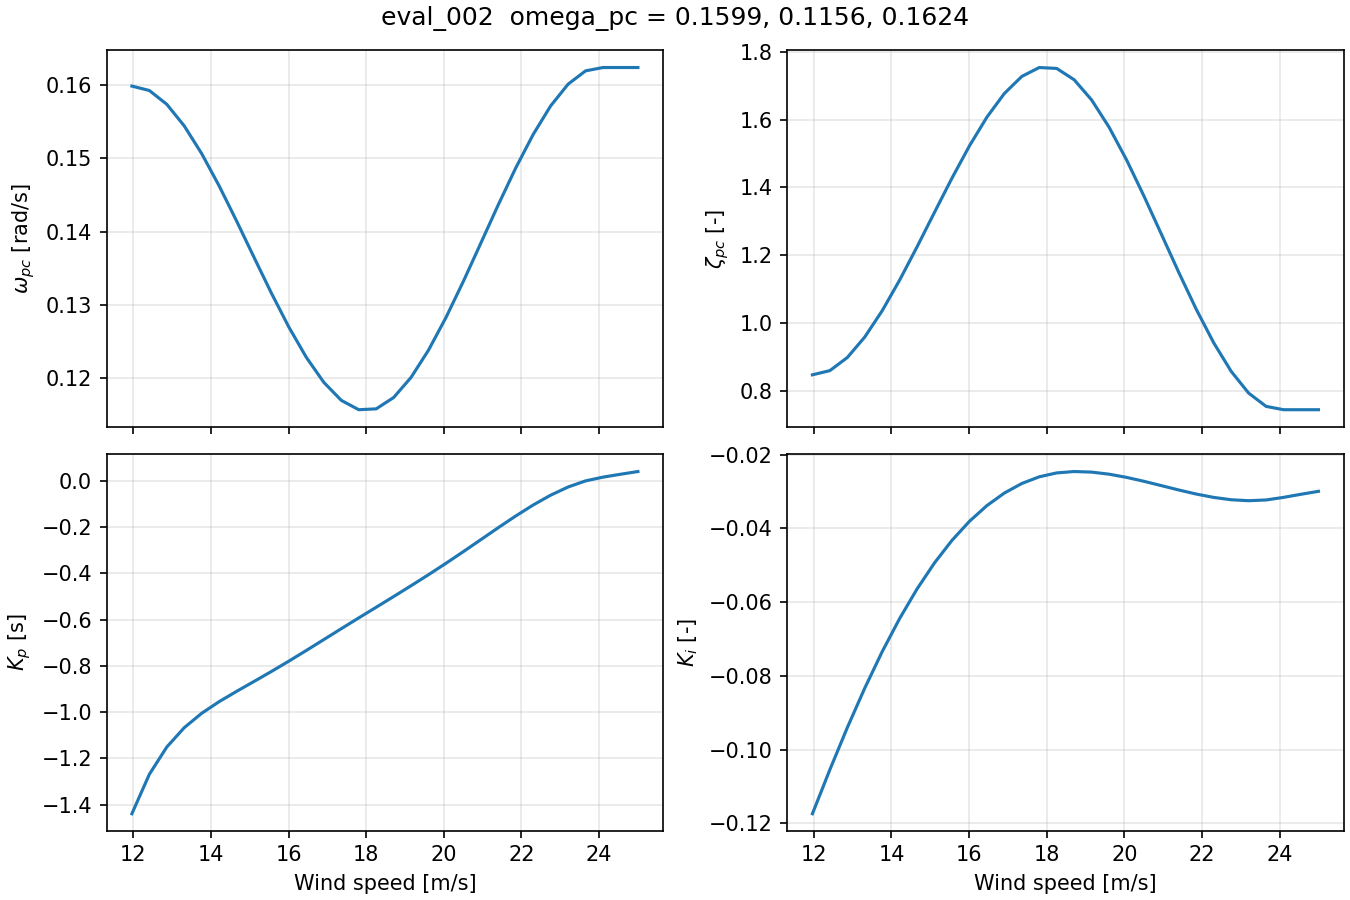 eval_002  omega_pc = 0.1599, 0.1156, 0.1624
0.16
0.15
0.14
0.13
0.12
ω_pc [rad/s]
1.8
1.6
1.4
1.2
1.0
0.8
ζ_pc [-]
0.0
−0.2
−0.4
−0.6
−0.8
−1.0
−1.2
−1.4
K_p [s]
12 14 16 18 20 22 24
Wind speed [m/s]
−0.02
−0.04
−0.06
−0.08
−0.10
−0.12
K_i [-]
12 14 16 18 20 22 24
Wind speed [m/s]